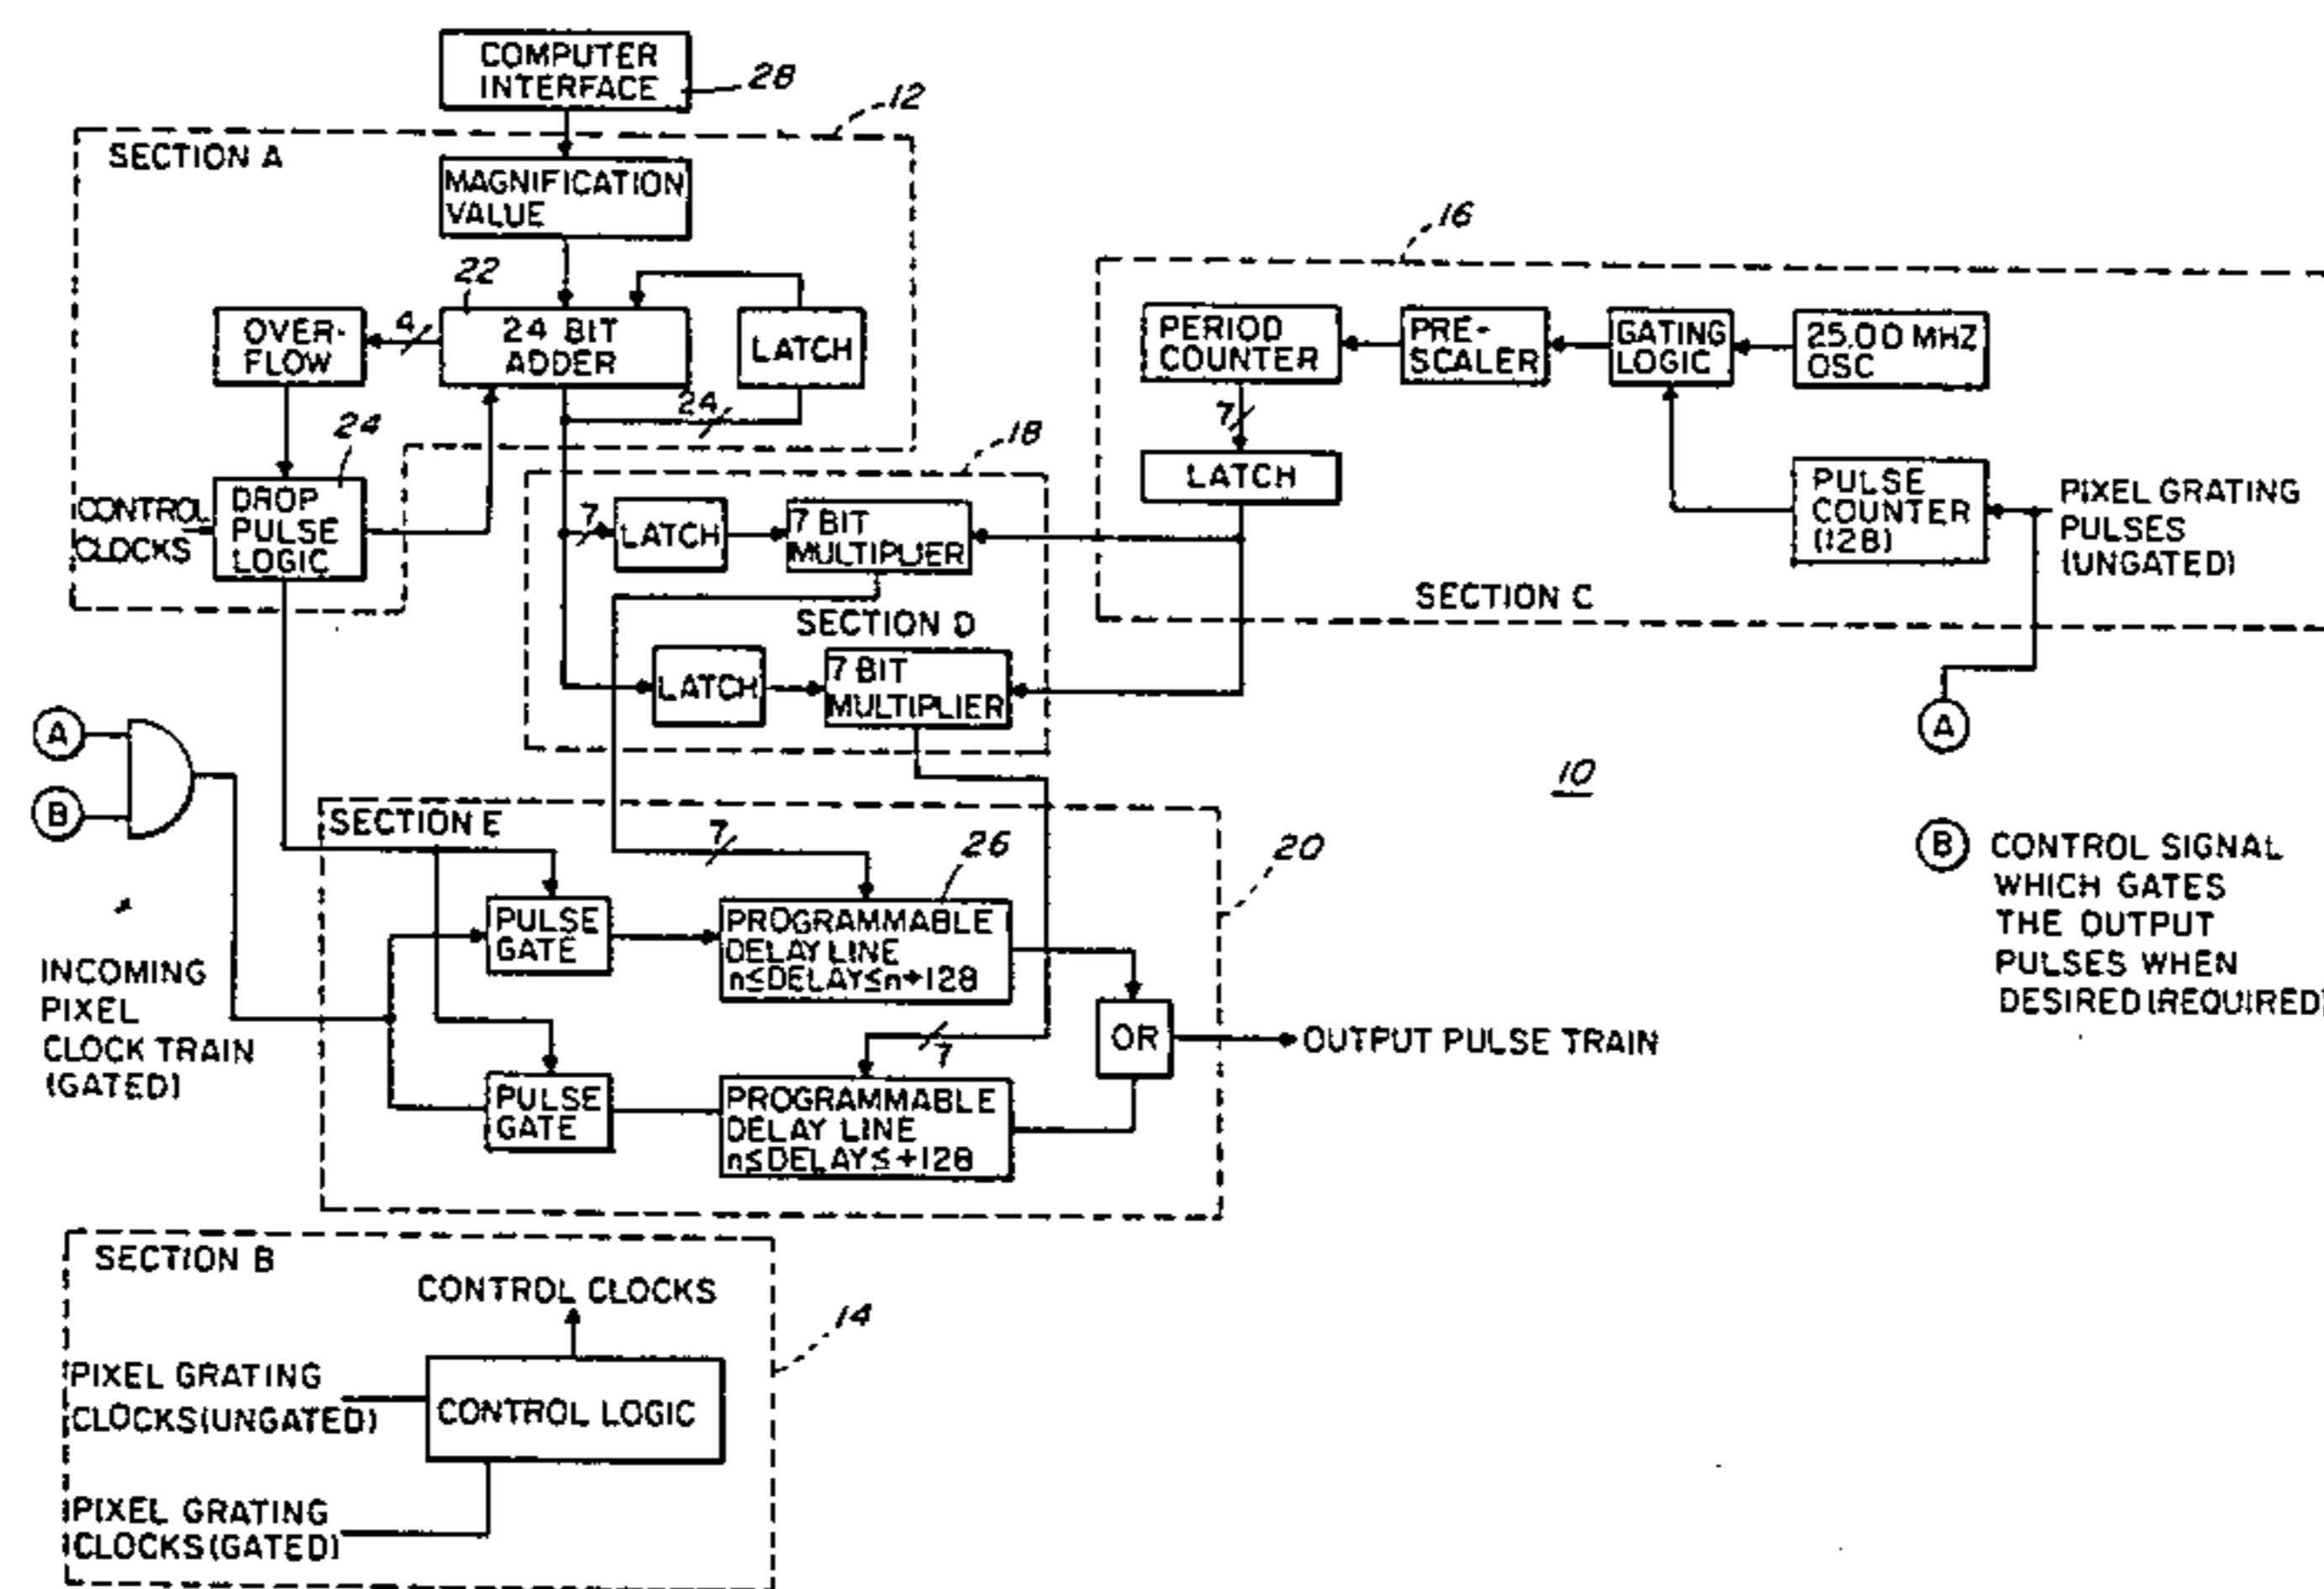 COMPUTER
INTERFACE
28
12
SECTION A
MAGNIFICATION
VALUE
22
OVER-
FLOW
4
24 BIT
ADDER
LATCH
24
24
CONTROL
CLOCKS
DROP
PULSE
LOGIC
16
PERIOD
COUNTER
PRE-
SCALER
GATING
LOGIC
25.00 MHZ
OSC
7
LATCH
PULSE
COUNTER
(128)
PIXEL GRATING
PULSES
(UNGATED)
SECTION C
A
18
7
LATCH
7 BIT
MULTIPLIER
SECTION D
LATCH
7 BIT
MULTIPLIER
A
B
INCOMING
PIXEL
CLOCK TRAIN
(GATED)
10
B
CONTROL SIGNAL
WHICH GATES
THE OUTPUT
PULSES WHEN
DESIRED (REQUIRED)
SECTION E
7
26
20
PULSE
GATE
PROGRAMMABLE
DELAY LINE
n≤DELAY≤n+128
7
OR
OUTPUT PULSE TRAIN
PULSE
GATE
PROGRAMMABLE
DELAY LINE
n≤DELAY≤+128
SECTION B
CONTROL CLOCKS
14
PIXEL GRATING
CLOCKS (UNGATED)
CONTROL LOGIC
PIXEL GRATING
CLOCKS (GATED)